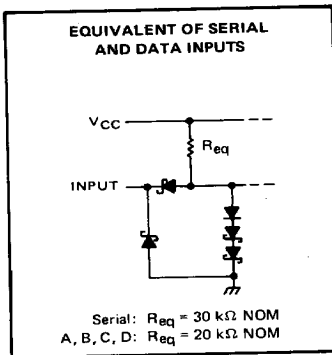 EQUIVALENT OF SERIAL
AND DATA INPUTS
VCC
Req
INPUT
Serial: Req = 30 kΩ NOM
A, B, C, D: Req = 20 kΩ NOM